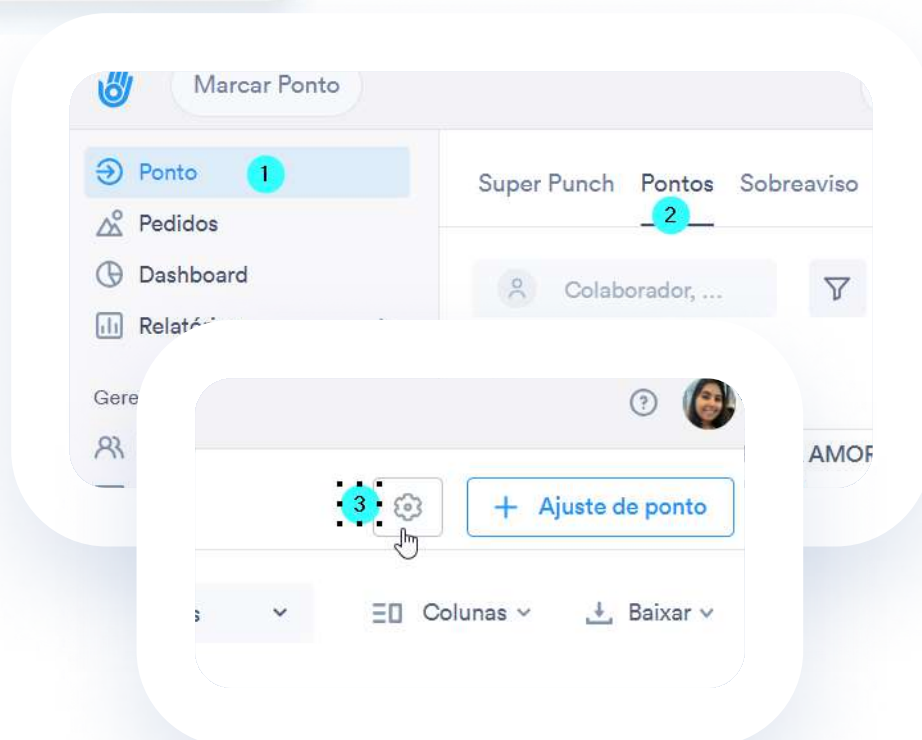 Marcar Ponto
Ponto 1
Super Punch Pontos Sobreaviso
2
Pedidos
Dashboard
Colaborador, ...
AMOR
3
+ Ajuste de ponto
Colunas
Baixar